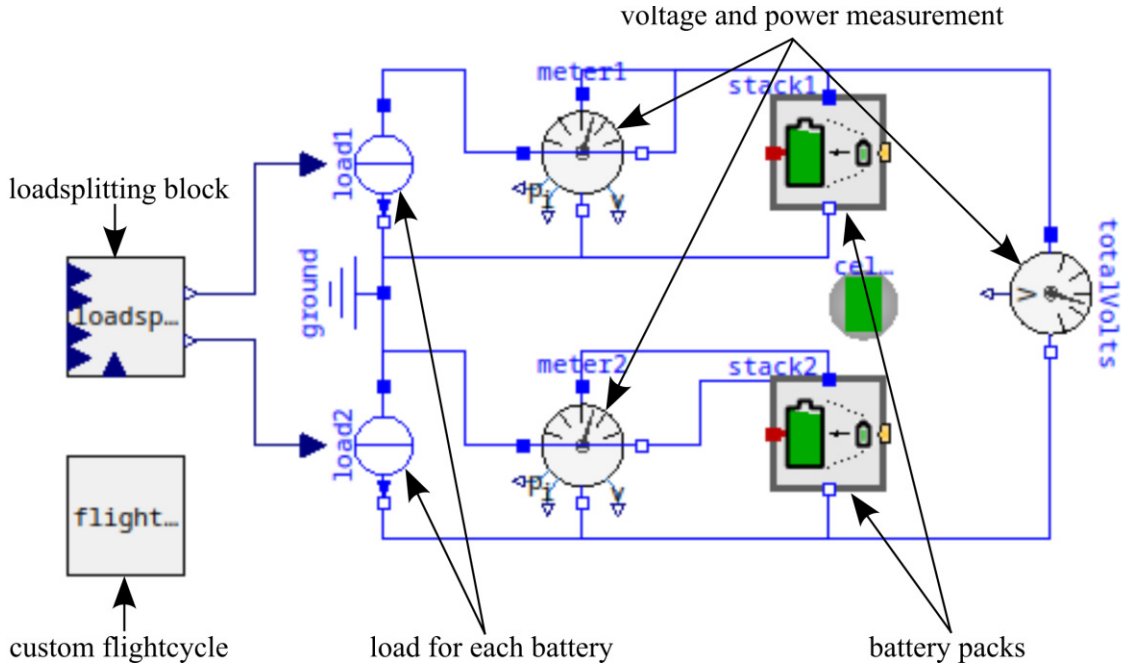 voltage and power measurement
meter1
stack1
load1
p i v
loadsplitting block
cel…
totalVolts
loadsp…
ground
V
meter2
stack2
load2
p i v
flight…
custom flightcycle
load for each battery
battery packs